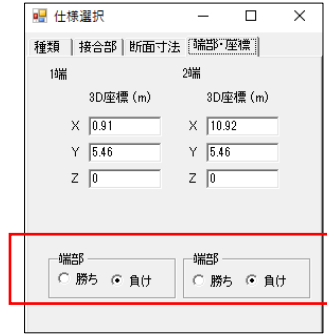 仕様選択
種類 接合部 断面寸法 端部・座標
1端 2端
3D座標 (m) 3D座標 (m)
X 0.91 X 10.92
Y 5.46 Y 5.46
Z 0 Z 0
端部 端部
勝ち 負け 勝ち 負け